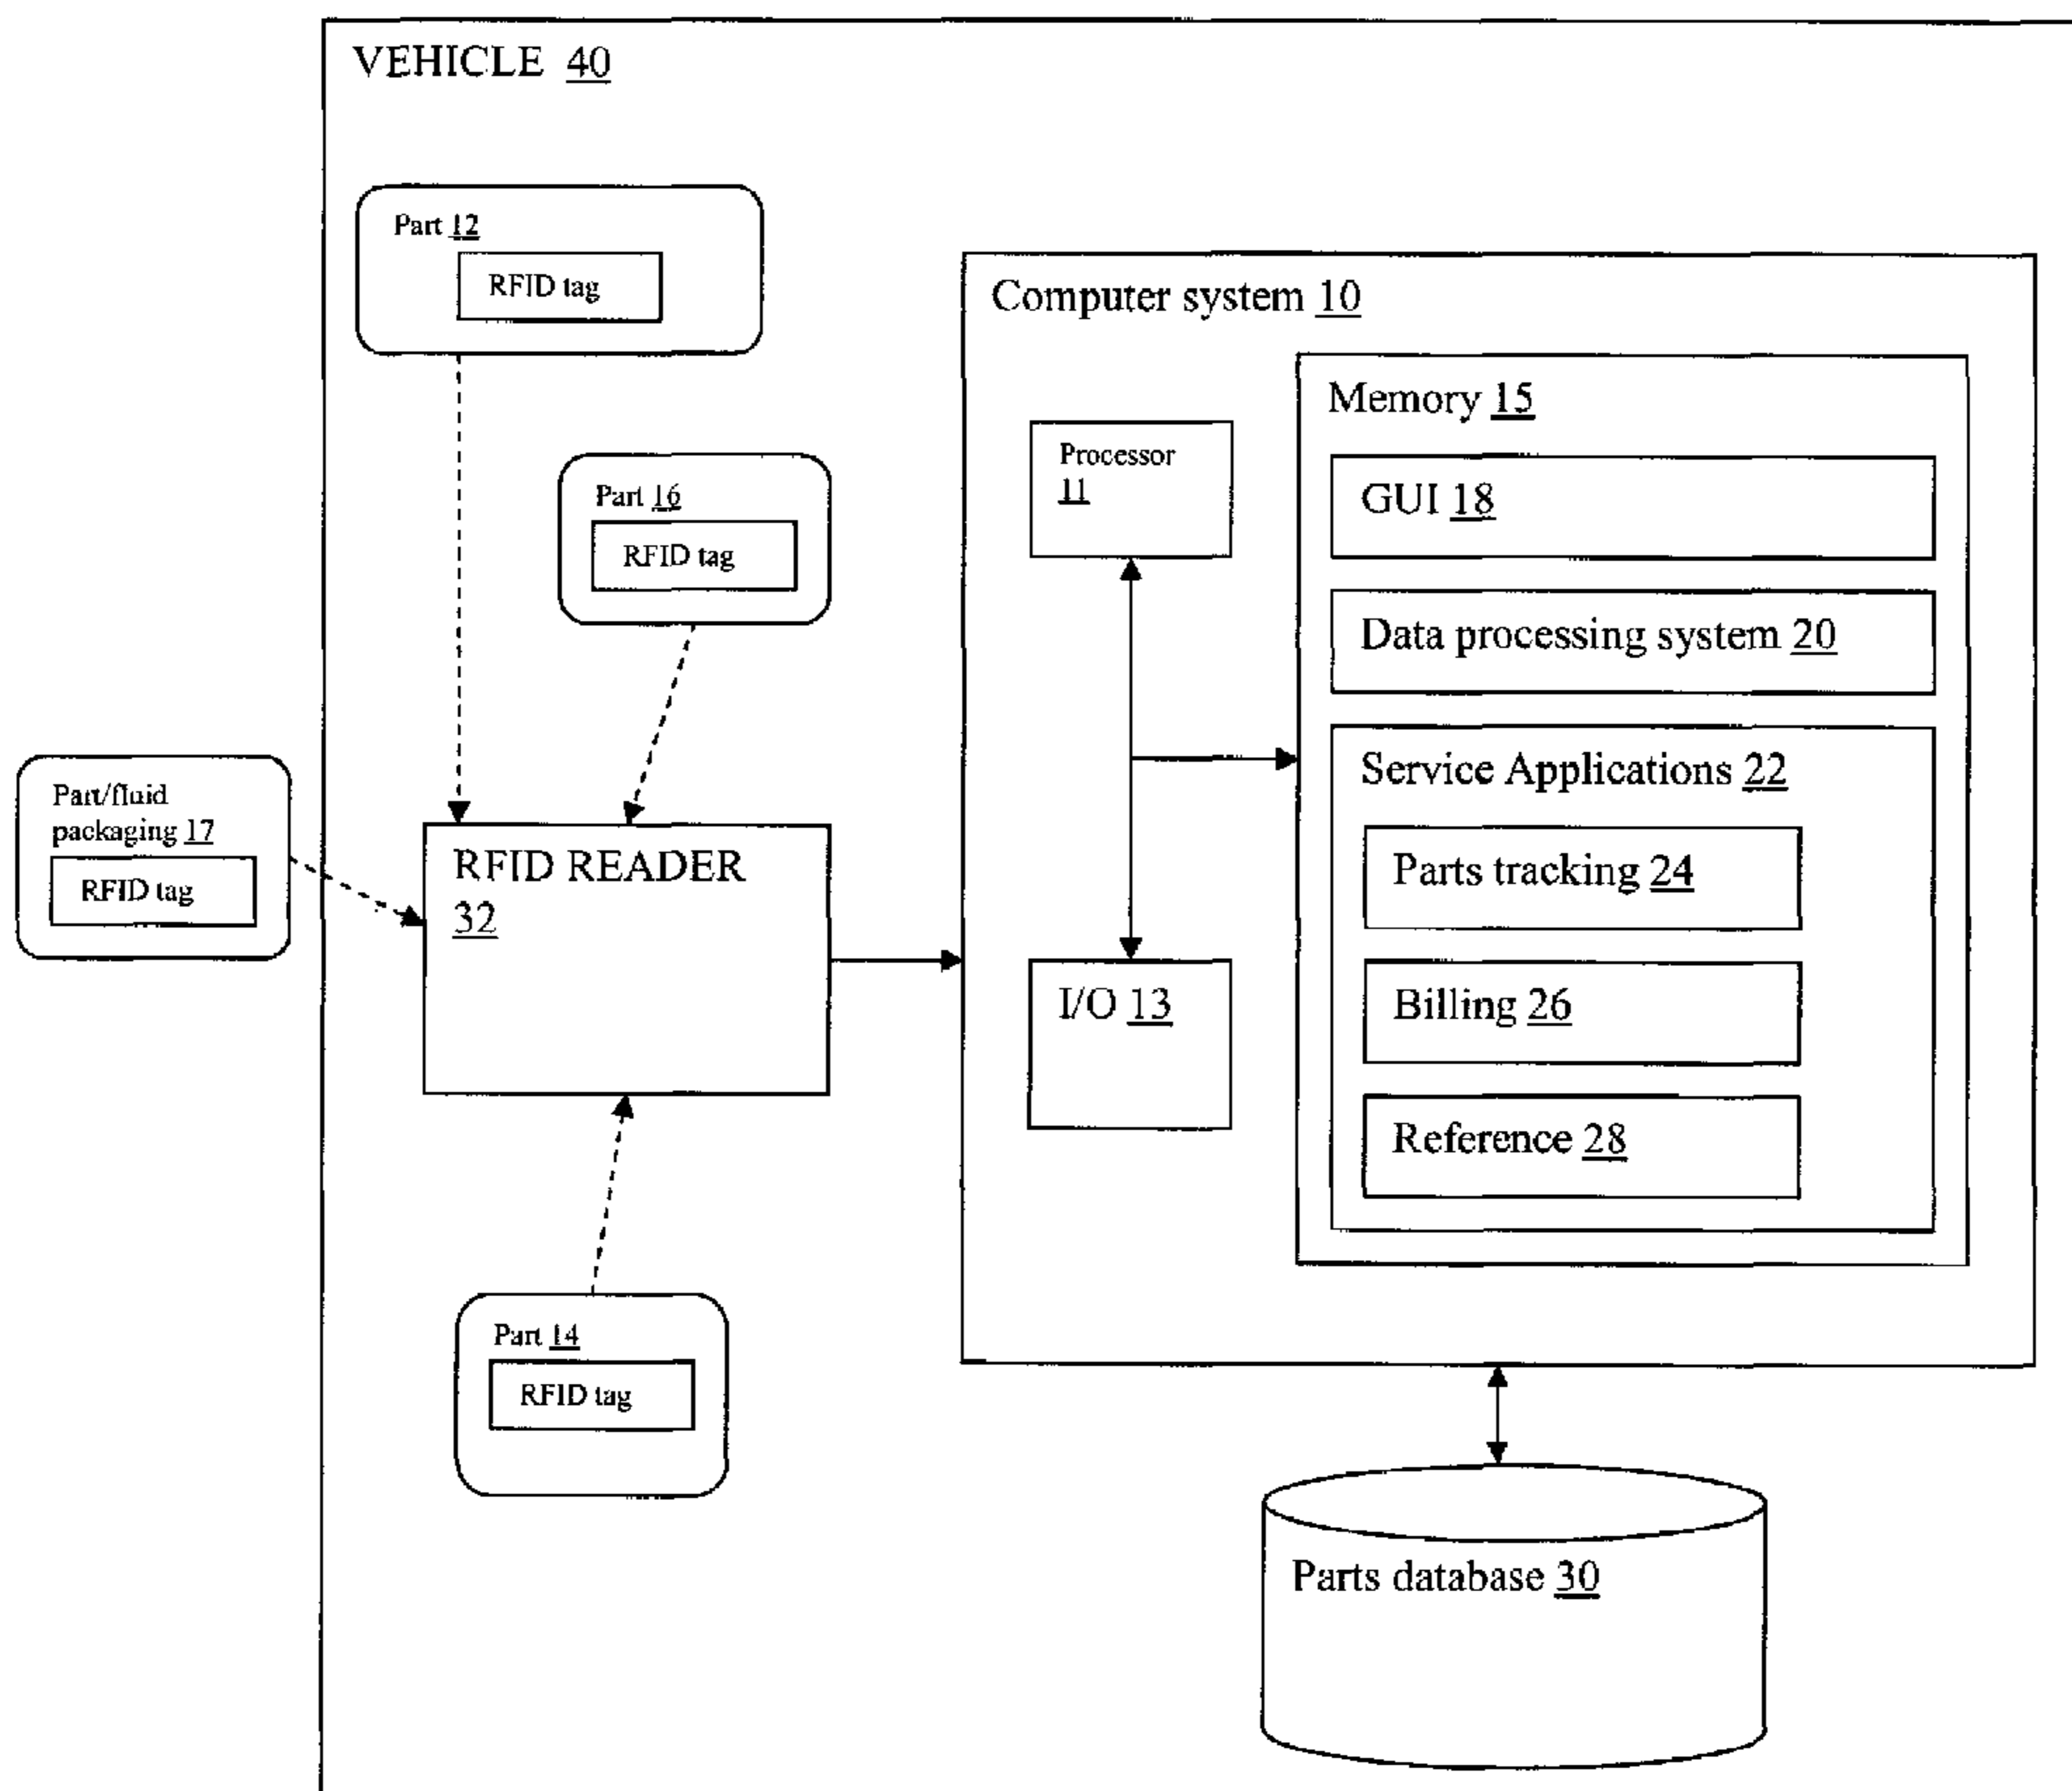 VEHICLE 40
Part 12
RFID tag
Part 16
RFID tag
Part/fluid
packaging 17
RFID tag
RFID READER
32
Part 14
RFID tag
Computer system 10
Processor
11
I/O 13
Memory 15
GUI 18
Data processing system 20
Service Applications 22
Parts tracking 24
Billing 26
Reference 28
Parts database 30